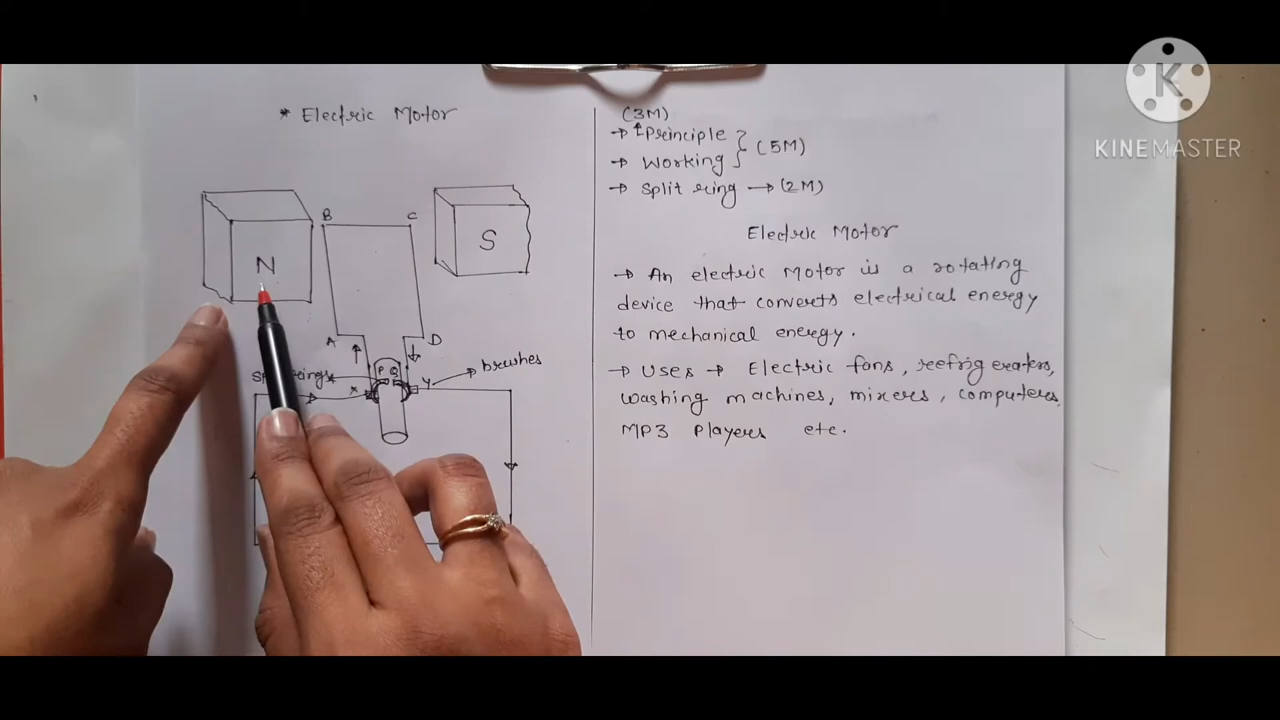 * Electric Motor
N
B
C
S
A
D
P Q
X
Y
brushes
(3M)
→ Principle } (5M)
→ Working
→ Split ring → (2M)
Electric Motor
→ An electric Motor is a rotating
device that converts electrical energy
to mechanical energy.
→ Uses → Electric fans, reefrigerakers,
washing machines, mixers, computers,
MP3 Players etc.
K
KINEMASTER